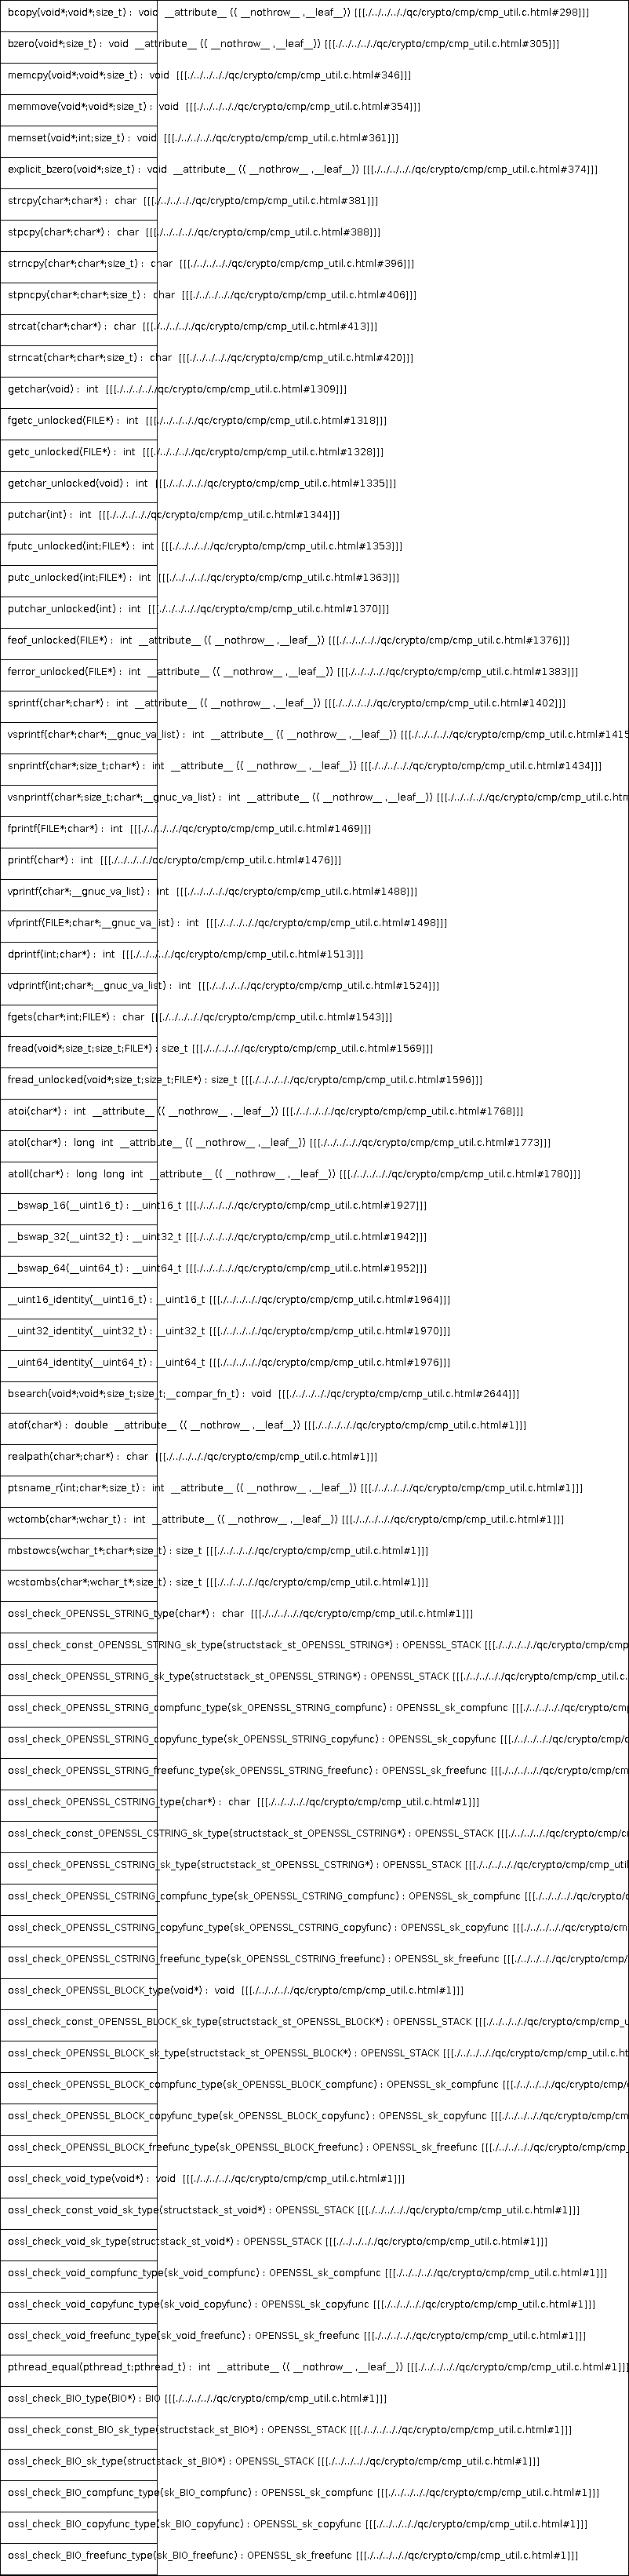 bcopy(void*;void*;size_t) :  void  __attribute__ (( __nothrow__ ,__leaf__)) [[[./../../../../qc/crypto/cmp/cmp_util.c.html#298]]]
bzero(void*;size_t) :  void  __attribute__ (( __nothrow__ ,__leaf__)) [[[./../../../../qc/crypto/cmp/cmp_util.c.html#305]]]
memcpy(void*;void*;size_t) :  void  [[[./../../../../qc/crypto/cmp/cmp_util.c.html#346]]]
memmove(void*;void*;size_t) :  void  [[[./../../../../qc/crypto/cmp/cmp_util.c.html#354]]]
memset(void*;int;size_t) :  void  [[[./../../../../qc/crypto/cmp/cmp_util.c.html#361]]]
explicit_bzero(void*;size_t) :  void  __attribute__ (( __nothrow__ ,__leaf__)) [[[./../../../../qc/crypto/cmp/cmp_util.c.html#374]]]
strcpy(char*;char*) :  char  [[[./../../../../qc/crypto/cmp/cmp_util.c.html#381]]]
stpcpy(char*;char*) :  char  [[[./../../../../qc/crypto/cmp/cmp_util.c.html#388]]]
strncpy(char*;char*;size_t) :  char  [[[./../../../../qc/crypto/cmp/cmp_util.c.html#396]]]
stpncpy(char*;char*;size_t) :  char  [[[./../../../../qc/crypto/cmp/cmp_util.c.html#406]]]
strcat(char*;char*) :  char  [[[./../../../../qc/crypto/cmp/cmp_util.c.html#413]]]
strncat(char*;char*;size_t) :  char  [[[./../../../../qc/crypto/cmp/cmp_util.c.html#420]]]
getchar(void) :  int  [[[./../../../../qc/crypto/cmp/cmp_util.c.html#1309]]]
fgetc_unlocked(FILE*) :  int  [[[./../../../../qc/crypto/cmp/cmp_util.c.html#1318]]]
getc_unlocked(FILE*) :  int  [[[./../../../../qc/crypto/cmp/cmp_util.c.html#1328]]]
getchar_unlocked(void) :  int  [[[./../../../../qc/crypto/cmp/cmp_util.c.html#1335]]]
putchar(int) :  int  [[[./../../../../qc/crypto/cmp/cmp_util.c.html#1344]]]
fputc_unlocked(int;FILE*) :  int  [[[./../../../../qc/crypto/cmp/cmp_util.c.html#1353]]]
putc_unlocked(int;FILE*) :  int  [[[./../../../../qc/crypto/cmp/cmp_util.c.html#1363]]]
putchar_unlocked(int) :  int  [[[./../../../../qc/crypto/cmp/cmp_util.c.html#1370]]]
feof_unlocked(FILE*) :  int  __attribute__ (( __nothrow__ ,__leaf__)) [[[./../../../../qc/crypto/cmp/cmp_util.c.html#1376]]]
ferror_unlocked(FILE*) :  int  __attribute__ (( __nothrow__ ,__leaf__)) [[[./../../../../qc/crypto/cmp/cmp_util.c.html#1383]]]
sprintf(char*;char*) :  int  __attribute__ (( __nothrow__ ,__leaf__)) [[[./../../../../qc/crypto/cmp/cmp_util.c.html#1402]]]
vsprintf(char*;char*;__gnuc_va_list) :  int  __attribute__ (( __nothrow__ ,__leaf__)) [[[./../../../../qc/crypto/cmp/cmp_util.c.html#1415
snprintf(char*;size_t;char*) :  int  __attribute__ (( __nothrow__ ,__leaf__)) [[[./../../../../qc/crypto/cmp/cmp_util.c.html#1434]]]
vsnprintf(char*;size_t;char*;__gnuc_va_list) :  int  __attribute__ (( __nothrow__ ,__leaf__)) [[[./../../../../qc/crypto/cmp/cmp_util.c.htm
fprintf(FILE*;char*) :  int  [[[./../../../../qc/crypto/cmp/cmp_util.c.html#1469]]]
printf(char*) :  int  [[[./../../../../qc/crypto/cmp/cmp_util.c.html#1476]]]
vprintf(char*;__gnuc_va_list) :  int  [[[./../../../../qc/crypto/cmp/cmp_util.c.html#1488]]]
vfprintf(FILE*;char*;__gnuc_va_list) :  int  [[[./../../../../qc/crypto/cmp/cmp_util.c.html#1498]]]
dprintf(int;char*) :  int  [[[./../../../../qc/crypto/cmp/cmp_util.c.html#1513]]]
vdprintf(int;char*;__gnuc_va_list) :  int  [[[./../../../../qc/crypto/cmp/cmp_util.c.html#1524]]]
fgets(char*;int;FILE*) :  char  [[[./../../../../qc/crypto/cmp/cmp_util.c.html#1543]]]
fread(void*;size_t;size_t;FILE*) : size_t [[[./../../../../qc/crypto/cmp/cmp_util.c.html#1569]]]
fread_unlocked(void*;size_t;size_t;FILE*) : size_t [[[./../../../../qc/crypto/cmp/cmp_util.c.html#1596]]]
atoi(char*) :  int  __attribute__ (( __nothrow__ ,__leaf__)) [[[./../../../../qc/crypto/cmp/cmp_util.c.html#1768]]]
atol(char*) :  long  int  __attribute__ (( __nothrow__ ,__leaf__)) [[[./../../../../qc/crypto/cmp/cmp_util.c.html#1773]]]
atoll(char*) :  long  long  int  __attribute__ (( __nothrow__ ,__leaf__)) [[[./../../../../qc/crypto/cmp/cmp_util.c.html#1780]]]
__bswap_16(__uint16_t) : __uint16_t [[[./../../../../qc/crypto/cmp/cmp_util.c.html#1927]]]
__bswap_32(__uint32_t) : __uint32_t [[[./../../../../qc/crypto/cmp/cmp_util.c.html#1942]]]
__bswap_64(__uint64_t) : __uint64_t [[[./../../../../qc/crypto/cmp/cmp_util.c.html#1952]]]
__uint16_identity(__uint16_t) : __uint16_t [[[./../../../../qc/crypto/cmp/cmp_util.c.html#1964]]]
__uint32_identity(__uint32_t) : __uint32_t [[[./../../../../qc/crypto/cmp/cmp_util.c.html#1970]]]
__uint64_identity(__uint64_t) : __uint64_t [[[./../../../../qc/crypto/cmp/cmp_util.c.html#1976]]]
bsearch(void*;void*;size_t;size_t;__compar_fn_t) :  void  [[[./../../../../qc/crypto/cmp/cmp_util.c.html#2644]]]
atof(char*) :  double  __attribute__ (( __nothrow__ ,__leaf__)) [[[./../../../../qc/crypto/cmp/cmp_util.c.html#1]]]
realpath(char*;char*) :  char  [[[./../../../../qc/crypto/cmp/cmp_util.c.html#1]]]
ptsname_r(int;char*;size_t) :  int  __attribute__ (( __nothrow__ ,__leaf__)) [[[./../../../../qc/crypto/cmp/cmp_util.c.html#1]]]
wctomb(char*;wchar_t) :  int  __attribute__ (( __nothrow__ ,__leaf__)) [[[./../../../../qc/crypto/cmp/cmp_util.c.html#1]]]
mbstowcs(wchar_t*;char*;size_t) : size_t [[[./../../../../qc/crypto/cmp/cmp_util.c.html#1]]]
wcstombs(char*;wchar_t*;size_t) : size_t [[[./../../../../qc/crypto/cmp/cmp_util.c.html#1]]]
ossl_check_OPENSSL_STRING_type(char*) :  char  [[[./../../../../qc/crypto/cmp/cmp_util.c.html#1]]]
ossl_check_const_OPENSSL_STRING_sk_type(structstack_st_OPENSSL_STRING*) : OPENSSL_STACK [[[./../../../../qc/crypto/cmp/cmp
ossl_check_OPENSSL_STRING_sk_type(structstack_st_OPENSSL_STRING*) : OPENSSL_STACK [[[./../../../../qc/crypto/cmp/cmp_util.c.
ossl_check_OPENSSL_STRING_compfunc_type(sk_OPENSSL_STRING_compfunc) : OPENSSL_sk_compfunc [[[./../../../../qc/crypto/cmp
ossl_check_OPENSSL_STRING_copyfunc_type(sk_OPENSSL_STRING_copyfunc) : OPENSSL_sk_copyfunc [[[./../../../../qc/crypto/cmp/c
ossl_check_OPENSSL_STRING_freefunc_type(sk_OPENSSL_STRING_freefunc) : OPENSSL_sk_freefunc [[[./../../../../qc/crypto/cmp/cm
ossl_check_OPENSSL_CSTRING_type(char*) :  char  [[[./../../../../qc/crypto/cmp/cmp_util.c.html#1]]]
ossl_check_const_OPENSSL_CSTRING_sk_type(structstack_st_OPENSSL_CSTRING*) : OPENSSL_STACK [[[./../../../../qc/crypto/cmp/c
ossl_check_OPENSSL_CSTRING_sk_type(structstack_st_OPENSSL_CSTRING*) : OPENSSL_STACK [[[./../../../../qc/crypto/cmp/cmp_util
ossl_check_OPENSSL_CSTRING_compfunc_type(sk_OPENSSL_CSTRING_compfunc) : OPENSSL_sk_compfunc [[[./../../../../qc/crypto/c
ossl_check_OPENSSL_CSTRING_copyfunc_type(sk_OPENSSL_CSTRING_copyfunc) : OPENSSL_sk_copyfunc [[[./../../../../qc/crypto/cm
ossl_check_OPENSSL_CSTRING_freefunc_type(sk_OPENSSL_CSTRING_freefunc) : OPENSSL_sk_freefunc [[[./../../../../qc/crypto/cmp/
ossl_check_OPENSSL_BLOCK_type(void*) :  void  [[[./../../../../qc/crypto/cmp/cmp_util.c.html#1]]]
ossl_check_const_OPENSSL_BLOCK_sk_type(structstack_st_OPENSSL_BLOCK*) : OPENSSL_STACK [[[./../../../../qc/crypto/cmp/cmp_u
ossl_check_OPENSSL_BLOCK_sk_type(structstack_st_OPENSSL_BLOCK*) : OPENSSL_STACK [[[./../../../../qc/crypto/cmp/cmp_util.c.ht
ossl_check_OPENSSL_BLOCK_compfunc_type(sk_OPENSSL_BLOCK_compfunc) : OPENSSL_sk_compfunc [[[./../../../../qc/crypto/cmp/
ossl_check_OPENSSL_BLOCK_copyfunc_type(sk_OPENSSL_BLOCK_copyfunc) : OPENSSL_sk_copyfunc [[[./../../../../qc/crypto/cmp/cm
ossl_check_OPENSSL_BLOCK_freefunc_type(sk_OPENSSL_BLOCK_freefunc) : OPENSSL_sk_freefunc [[[./../../../../qc/crypto/cmp/cmp_
ossl_check_void_type(void*) :  void  [[[./../../../../qc/crypto/cmp/cmp_util.c.html#1]]]
ossl_check_const_void_sk_type(structstack_st_void*) : OPENSSL_STACK [[[./../../../../qc/crypto/cmp/cmp_util.c.html#1]]]
ossl_check_void_sk_type(structstack_st_void*) : OPENSSL_STACK [[[./../../../../qc/crypto/cmp/cmp_util.c.html#1]]]
ossl_check_void_compfunc_type(sk_void_compfunc) : OPENSSL_sk_compfunc [[[./../../../../qc/crypto/cmp/cmp_util.c.html#1]]]
ossl_check_void_copyfunc_type(sk_void_copyfunc) : OPENSSL_sk_copyfunc [[[./../../../../qc/crypto/cmp/cmp_util.c.html#1]]]
ossl_check_void_freefunc_type(sk_void_freefunc) : OPENSSL_sk_freefunc [[[./../../../../qc/crypto/cmp/cmp_util.c.html#1]]]
pthread_equal(pthread_t;pthread_t) :  int  __attribute__ (( __nothrow__ ,__leaf__)) [[[./../../../../qc/crypto/cmp/cmp_util.c.html#1]]]
ossl_check_BIO_type(BIO*) : BIO [[[./../../../../qc/crypto/cmp/cmp_util.c.html#1]]]
ossl_check_const_BIO_sk_type(structstack_st_BIO*) : OPENSSL_STACK [[[./../../../../qc/crypto/cmp/cmp_util.c.html#1]]]
ossl_check_BIO_sk_type(structstack_st_BIO*) : OPENSSL_STACK [[[./../../../../qc/crypto/cmp/cmp_util.c.html#1]]]
ossl_check_BIO_compfunc_type(sk_BIO_compfunc) : OPENSSL_sk_compfunc [[[./../../../../qc/crypto/cmp/cmp_util.c.html#1]]]
ossl_check_BIO_copyfunc_type(sk_BIO_copyfunc) : OPENSSL_sk_copyfunc [[[./../../../../qc/crypto/cmp/cmp_util.c.html#1]]]
ossl_check_BIO_freefunc_type(sk_BIO_freefunc) : OPENSSL_sk_freefunc [[[./../../../../qc/crypto/cmp/cmp_util.c.html#1]]]